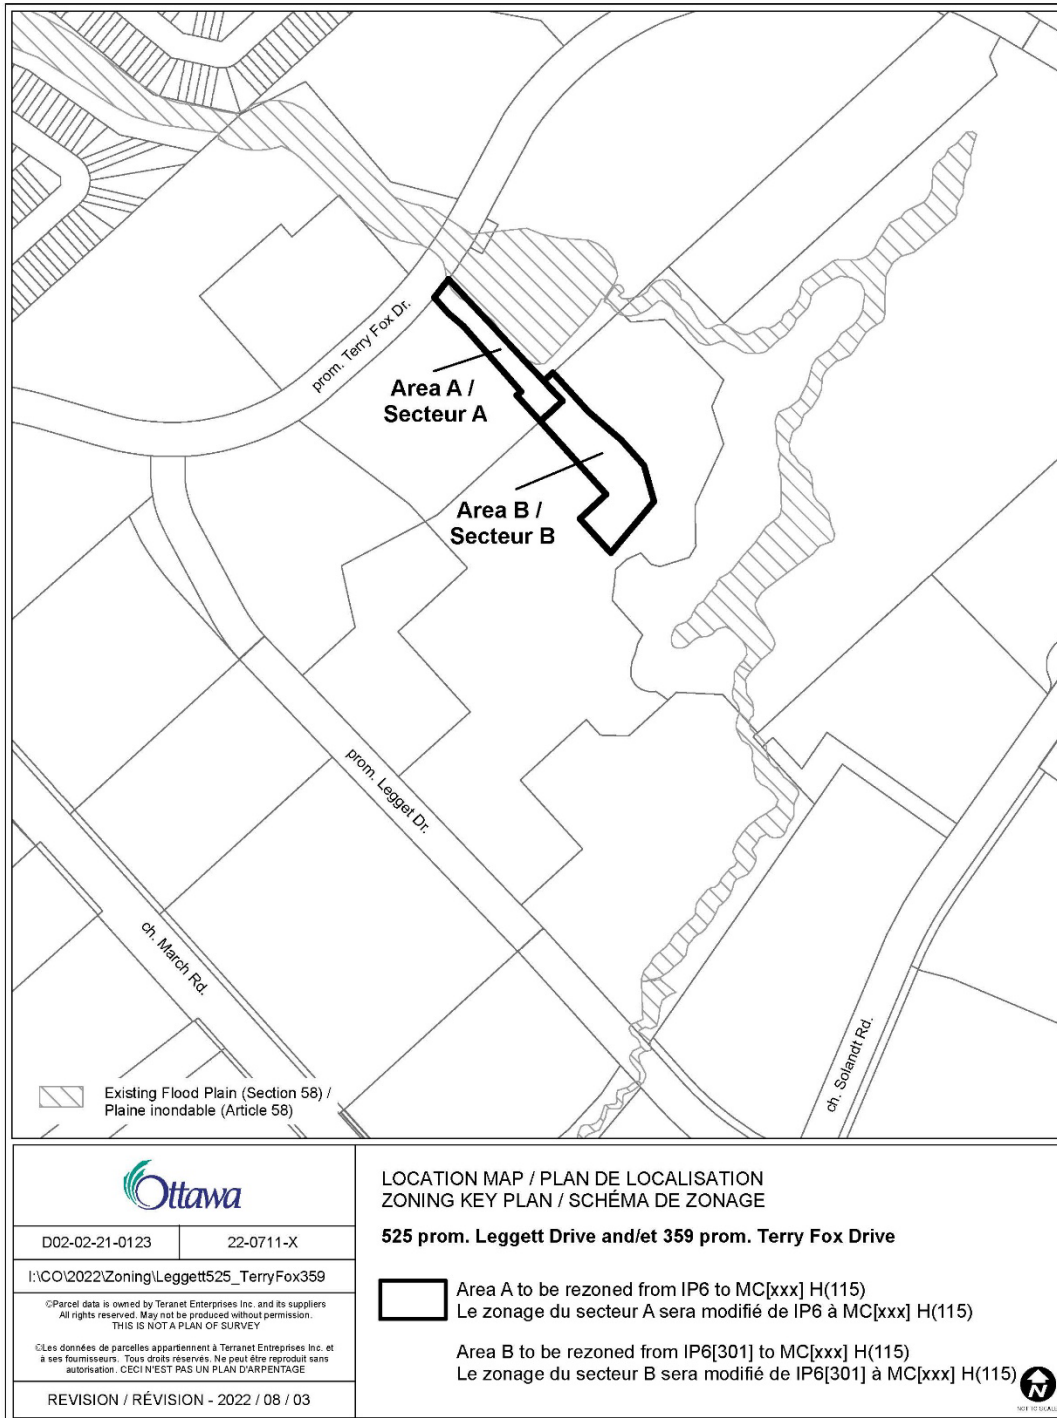 prom. Terry Fox Dr.
Area A /
Secteur A
Area B /
Secteur B
prom. Legget Dr.
ch. March Rd.
ch. Solandt Rd.
Existing Flood Plain (Section 58) /
Plaine inondable (Article 58)
Ottawa
D02-02-21-0123
22-0711-X
I:\CO\2022\Zoning\Leggett525_TerryFox359
©Parcel data is owned by Teranet Enterprises Inc. and its suppliers
All rights reserved. May not be produced without permission.
THIS IS NOT A PLAN OF SURVEY
©Les données de parcelles appartiennent à Terranet Entreprises Inc. et
à ses fournisseurs. Tous droits réservés. Ne peut être reproduit sans
autorisation. CECI N'EST PAS UN PLAN D'ARPENTAGE
REVISION / RÉVISION - 2022 / 08 / 03
LOCATION MAP / PLAN DE LOCALISATION
ZONING KEY PLAN / SCHÉMA DE ZONAGE
525 prom. Leggett Drive and/et 359 prom. Terry Fox Drive
Area A to be rezoned from IP6 to MC[xxx] H(115)
Le zonage du secteur A sera modifié de IP6 à MC[xxx] H(115)
Area B to be rezoned from IP6[301] to MC[xxx] H(115)
Le zonage du secteur B sera modifié de IP6[301] à MC[xxx] H(115)
N
NOT TO SCALE